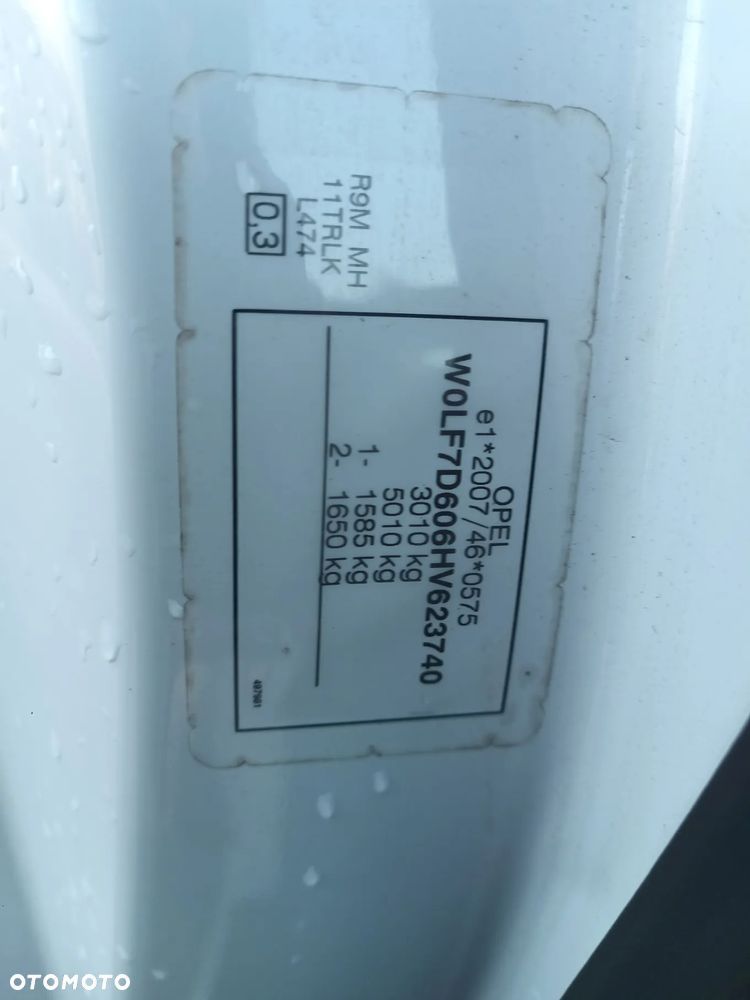 OPEL
e1*2007/46*0575
W0LF7D606HV623740
3010 kg
5010 kg
1- 1585 kg
2- 1650 kg
R9M MH
11TRLK
L474
0,3
497601
OTOMOTO